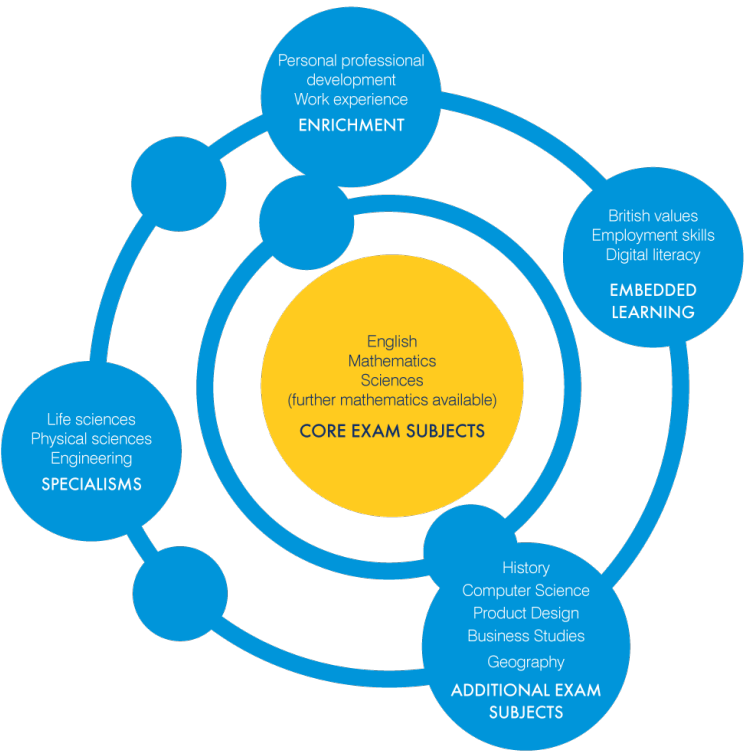 Personal professional
development
Work experience
ENRICHMENT
British values
Employment skills
Digital literacy
EMBEDDED
LEARNING
English
Mathematics
Sciences
(further mathematics available)
CORE EXAM SUBJECTS
Life sciences
Physical sciences
Engineering
SPECIALISMS
History
Computer Science
Product Design
Business Studies
Geography
ADDITIONAL EXAM
SUBJECTS